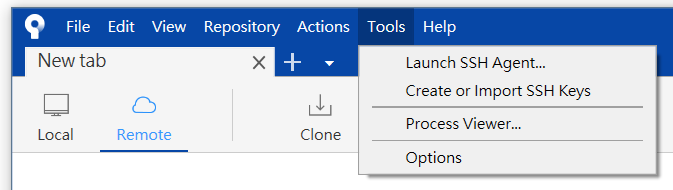 File Edit View Repository Actions Tools Help
New tab
Launch SSH Agent...
Create or Import SSH Keys
Process Viewer...
Options
Local Remote Clone